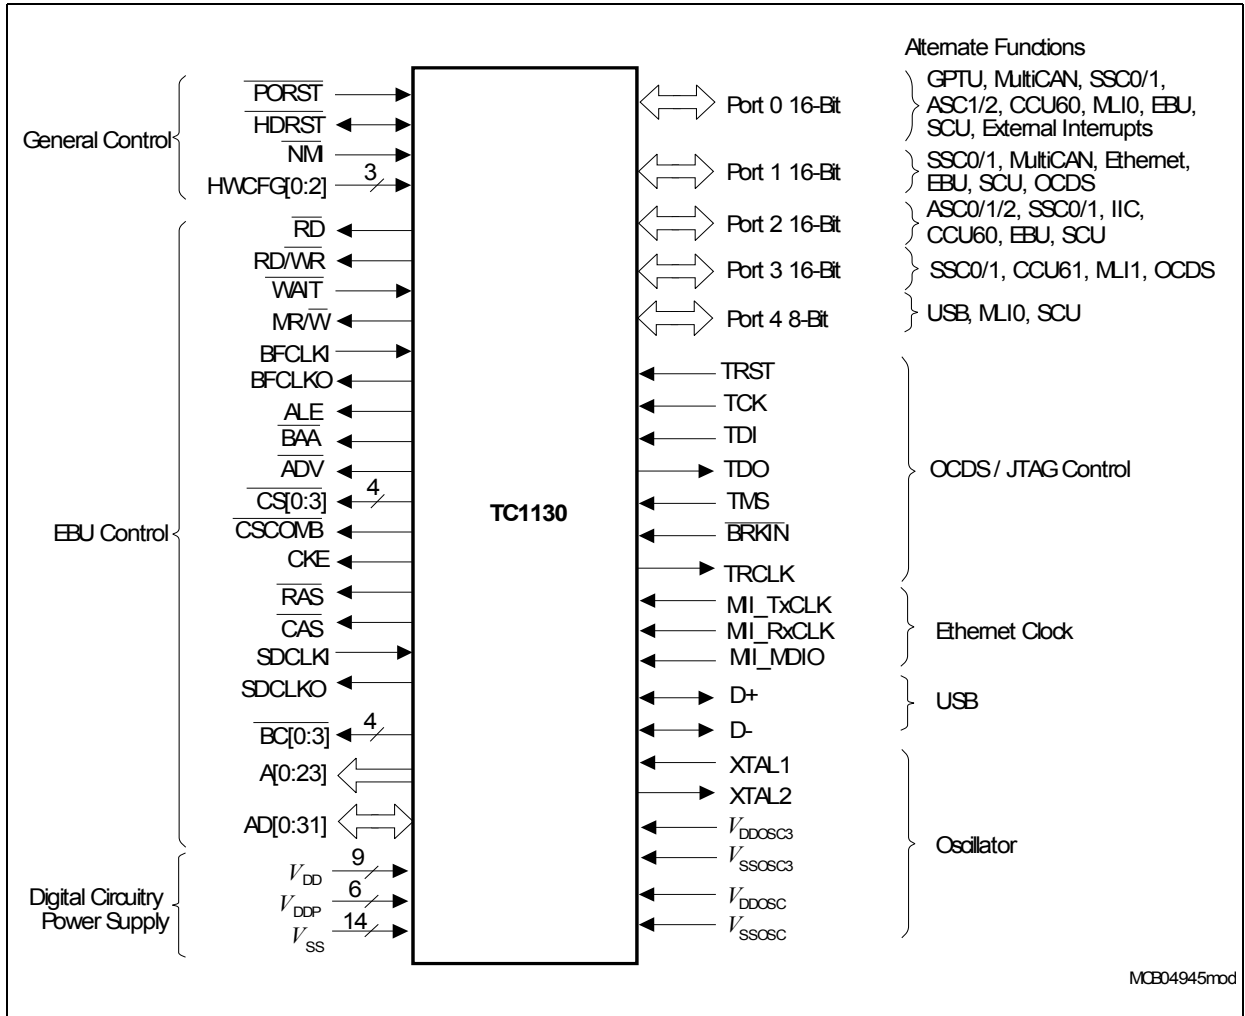 Alternate Functions
General Control
PORST
HDRST
NMI
HWCFG[0:2]
3
EBU Control
RD
RD/WR
WAIT
MR/W
BFCLKI
BFCLKO
ALE
BAA
ADV
CS[0:3]
4
CSCOMB
CKE
RAS
CAS
SDCLKI
SDCLKO
BC[0:3]
4
A[0:23]
AD[0:31]
Digital Circuitry
Power Supply
VDD
9
VDDP
6
VSS
14
TC1130
Port 0 16-Bit
GPTU, MultiCAN, SSC0/1,
ASC1/2, CCU60, MLI0, EBU,
SCU, External Interrupts
Port 1 16-Bit
SSC0/1, MultiCAN, Ethernet,
EBU, SCU, OCDS
Port 2 16-Bit
ASC0/1/2, SSC0/1, IIC,
CCU60, EBU, SCU
Port 3 16-Bit
SSC0/1, CCU61, MLI1, OCDS
Port 4 8-Bit
USB, MLI0, SCU
TRST
TCK
TDI
TDO
TMS
BRKIN
TRCLK
OCDS / JTAG Control
MII_TxCLK
MII_RxCLK
MII_MDIO
Ethernet Clock
D+
D-
USB
XTAL1
XTAL2
VDDOSC3
VSSOSC3
VDDOSC
VSSOSC
Oscillator
MCB04945mod